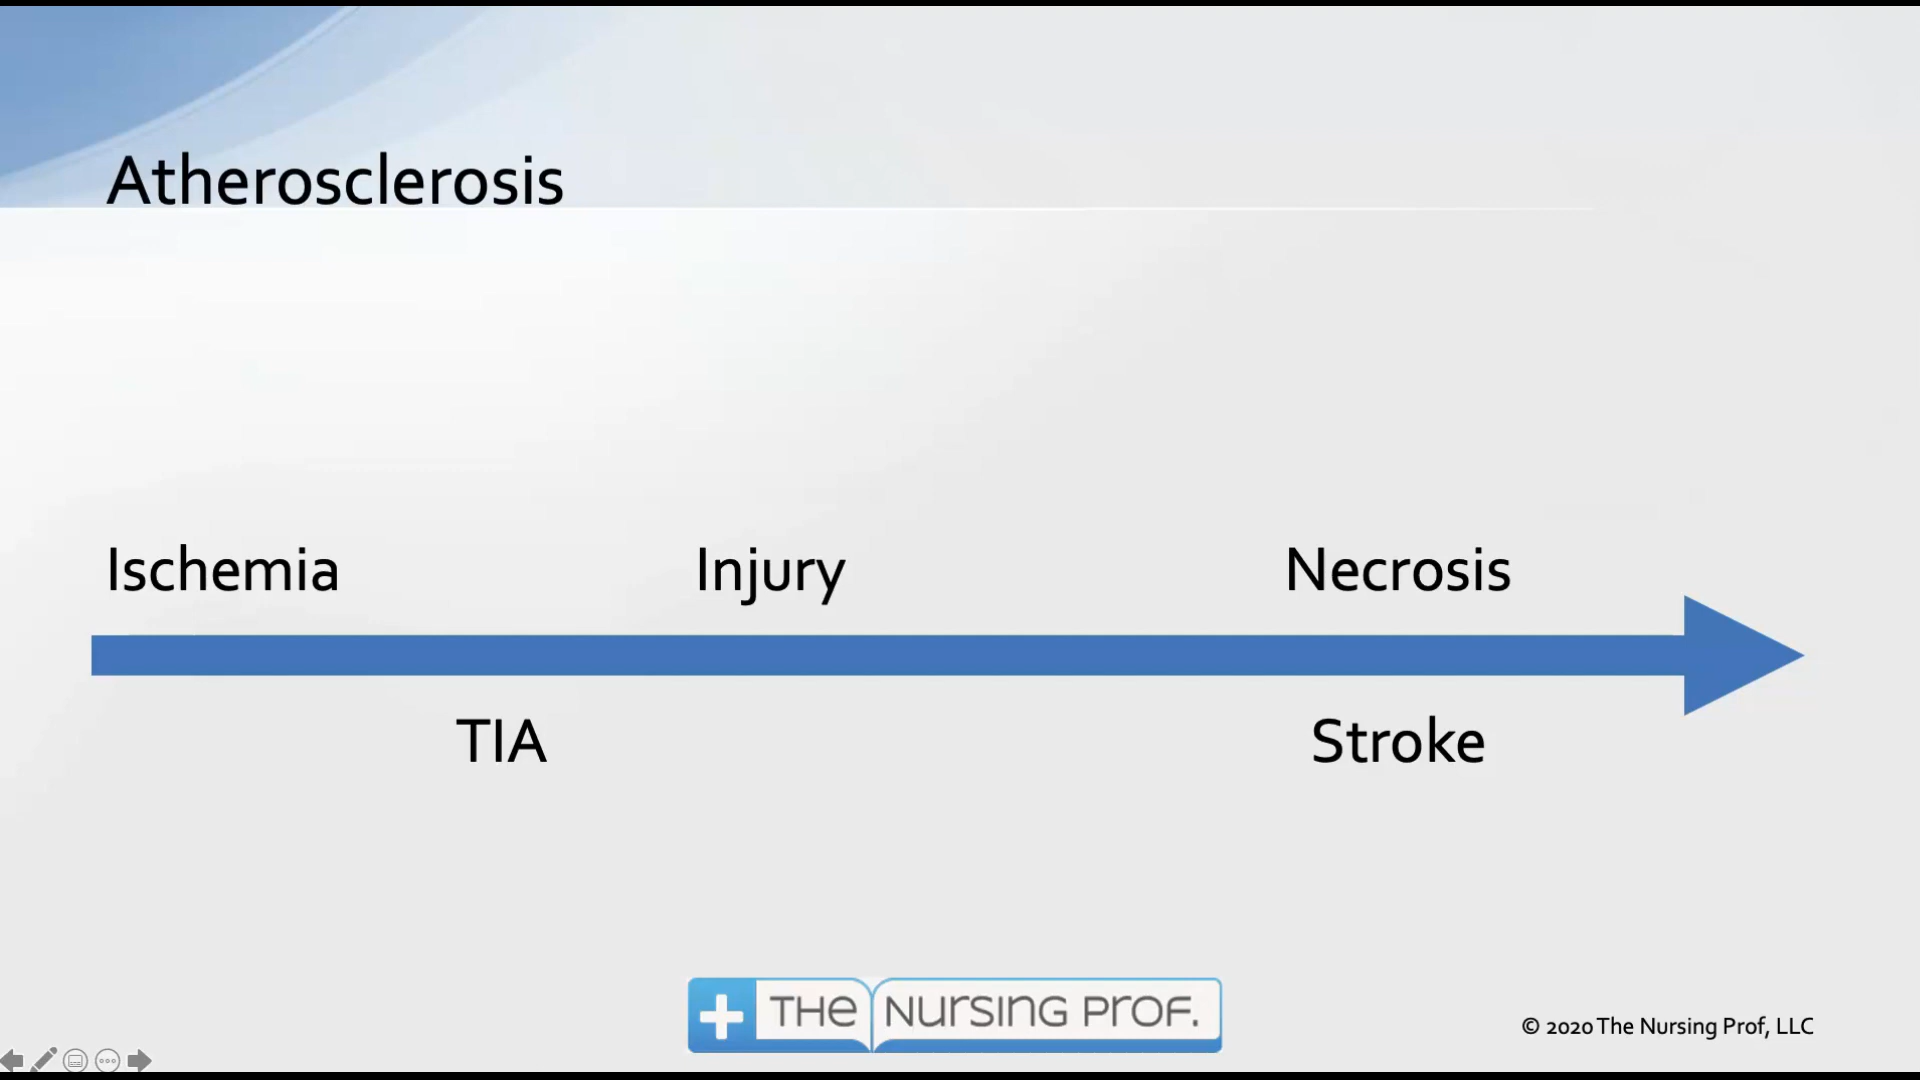 Atherosclerosis
Ischemia Injury Necrosis
TIA Stroke
THE NURSING PROF.
© 2020 The Nursing Prof, LLC